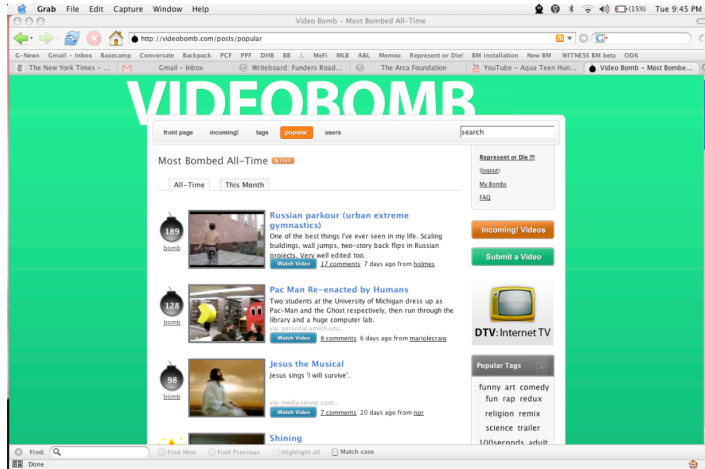 Grab File Edit Capture Window Help (15%) Tue 9:45 PM
Video Bomb - Most Bombed All-Time
http://videobomb.com/posts/popular
G-News Gmail - Inbox Basecamp Conversate Backpack PCF PPF DHB BB /. MeFi MLB A&L Memeo Represent or Die! BM installation New BM WITNESS BM beta ODK
The New York Times - ... Gmail - Inbox Writeboard: Funders Road... The Arca Foundation YouTube - Aqua Teen Hun... Video Bomb - Most Bombe...
VIDEOBOMB
front page incoming! tags popular users search
Most Bombed All-Time FEED
All-Time This Month
189
bomb
Russian parkour (urban extreme
gymnastics)
One of the best things I've ever seen in my life. Scaling
buildings, wall jumps, two-story back flips in Russian
projects. Very well edited too.
Watch Video 17 comments 7 days ago from holmes
128
bomb
Pac Man Re-enacted by Humans
Two students at the University of Michigan dress up as
Pac-Man and the Ghost respectively, then run through the
library and a huge computer lab.
via: personal.umich.edu...
Watch Video 8 comments 6 days ago from mariolecraig
98
bomb
Jesus the Musical
Jesus sings 'I will survive'.
via: media.revver.com...
Watch Video 7 comments 20 days ago from npr
Shining
Represent or Die !!!
(logout)
My Bombs
FAQ
Incoming! Videos
Submit a Video
DTV: Internet TV
Popular Tags
funny art comedy
fun rap redux
religion remix
science trailer
100seconds adult
Find: Find Next Find Previous Highlight all Match case
Done